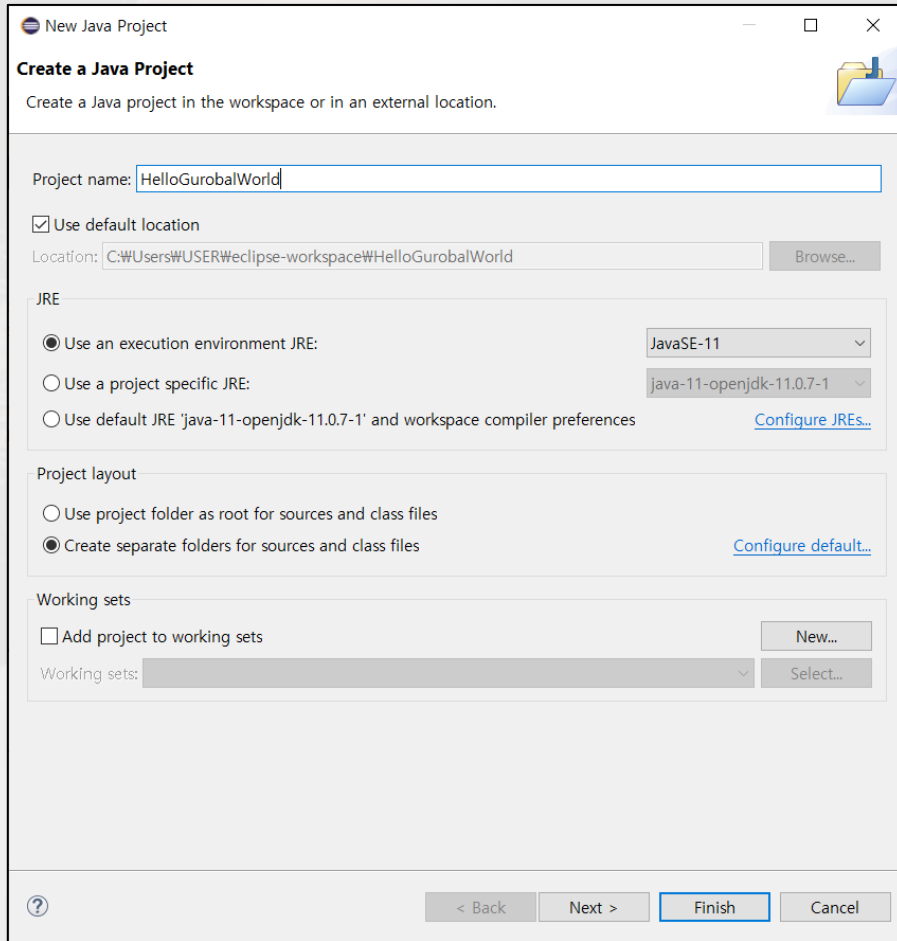 New Java Project
Create a Java Project
Create a Java project in the workspace or in an external location.
Project name: HelloGurobalWorld
Use default location
Location: C:₩Users₩USER₩eclipse-workspace₩HelloGurobalWorld Browse...
JRE
Use an execution environment JRE: JavaSE-11
Use a project specific JRE: java-11-openjdk-11.0.7-1
Use default JRE 'java-11-openjdk-11.0.7-1' and workspace compiler preferences Configure JREs...
Project layout
Use project folder as root for sources and class files
Create separate folders for sources and class files Configure default...
Working sets
Add project to working sets New...
Working sets: Select...
? < Back Next > Finish Cancel